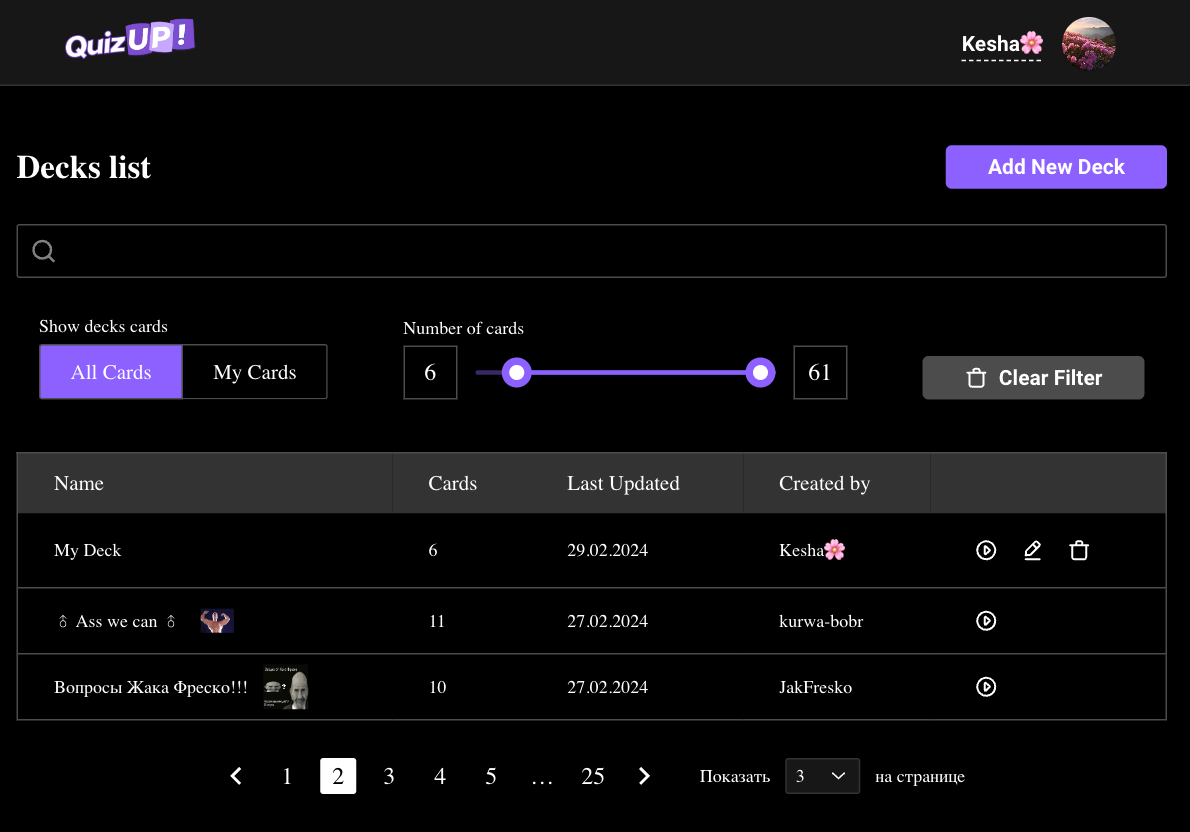 QuizUP!
Kesha🌸
Decks list
Add New Deck
Show decks cards
Number of cards
All Cards My Cards
6
61
Clear Filter
Name Cards Last Updated Created by
My Deck 6 29.02.2024 Kesha🌸
♂ Ass we can ♂ 11 27.02.2024 kurwa-bobr
Вопросы Жака Фреско!!! 10 27.02.2024 JakFresko
1 2 3 4 5 ... 25 Показать 3 на странице